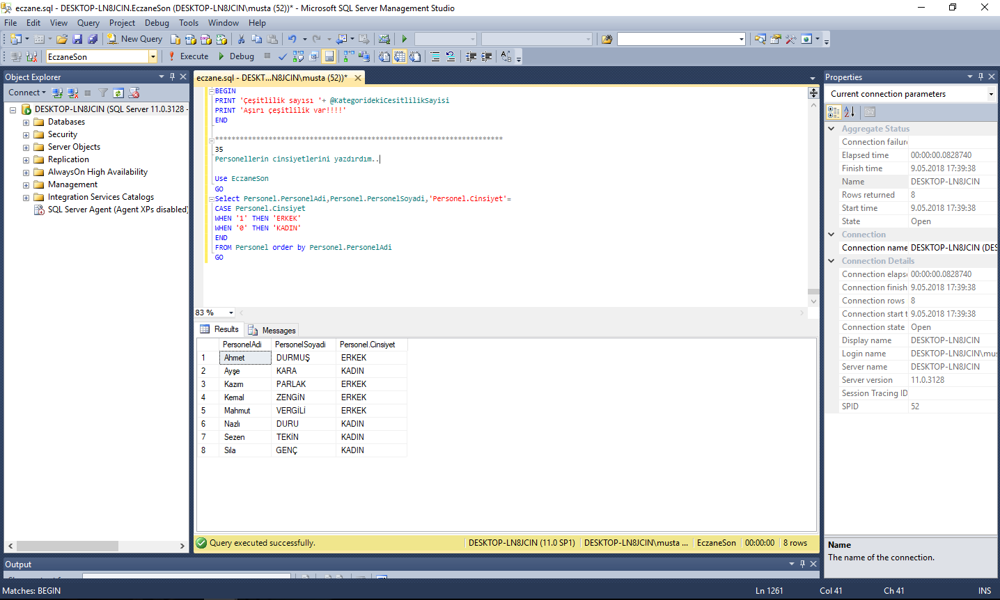 eczane.sql - DESKTOP-LN8JCIN.EczaneSon (DESKTOP-LN8JCIN\musta (52))* - Microsoft SQL Server Management Studio
File Edit View Query Project Debug Tools Window Help
New Query
EczaneSon
Execute
Debug
Object Explorer
Connect
DESKTOP-LN8JCIN (SQL Server 11.0.3128 -
Databases
Security
Server Objects
Replication
AlwaysOn High Availability
Management
Integration Services Catalogs
SQL Server Agent (Agent XPs disabled)
eczane.sql - DESKT...N8JCIN\musta (52))*
BEGIN
PRINT 'Çeşitlilik sayısı '+ @KategoridekiCesitlilikSayisi
PRINT 'Aşırı çeşitlilik var!!!!'
END
**********************************************************************
35
Personellerin cinsiyetlerini yazdırdım..
Use EczaneSon
GO
Select Personel.PersonelAdi,Personel.PersonelSoyadi,'Personel.Cinsiyet'=
CASE Personel.Cinsiyet
WHEN '1' THEN 'ERKEK'
WHEN '0' THEN 'KADIN'
END
FROM Personel order by Personel.PersonelAdi
GO
83 %
Results
Messages
PersonelAdi PersonelSoyadi Personel.Cinsiyet
1 Ahmet DURMUŞ ERKEK
2 Ayşe KARA KADIN
3 Kazım PARLAK ERKEK
4 Kemal ZENGİN ERKEK
5 Mahmut VERGİLİ ERKEK
6 Nazlı DURU KADIN
7 Sezen TEKİN KADIN
8 Sıla GENÇ KADIN
Query executed successfully.
DESKTOP-LN8JCIN (11.0 SP1) DESKTOP-LN8JCIN\musta ... EczaneSon 00:00:00 8 rows
Properties
Current connection parameters
Aggregate Status
Connection failur
Elapsed time 00:00:00.0828740
Finish time 9.05.2018 17:39:38
Name DESKTOP-LN8JCIN
Rows returned 8
Start time 9.05.2018 17:39:38
State Open
Connection
Connection name DESKTOP-LN8JCIN (DES
Connection Details
Connection elaps 00:00:00.0828740
Connection finish 9.05.2018 17:39:38
Connection rows 8
Connection start t 9.05.2018 17:39:38
Connection state Open
Display name DESKTOP-LN8JCIN
Login name DESKTOP-LN8JCIN\mus
Server name DESKTOP-LN8JCIN
Server version 11.0.3128
Session Tracing ID
SPID 52
Name
The name of the connection.
Output
Matches: BEGIN
Ln 1261 Col 41 Ch 41 INS